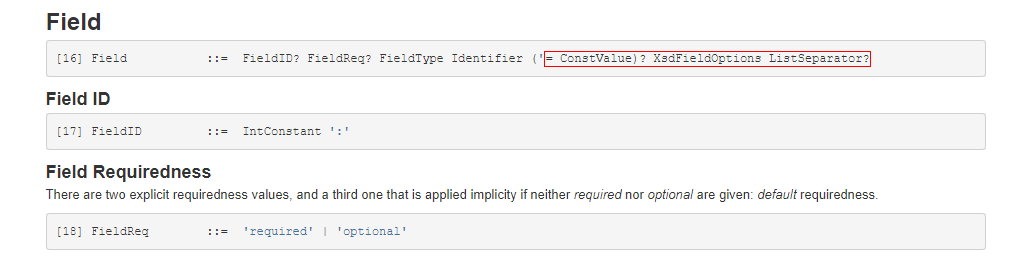 Field
[16] Field ::= FieldID? FieldReq? FieldType Identifier ('= ConstValue)? XsdFieldOptions ListSeparator?
Field ID
[17] FieldID ::= IntConstant ':'
Field Requiredness
There are two explicit requiredness values, and a third one that is applied implicity if neither required nor optional are given: default requiredness.
[18] FieldReq ::= 'required' | 'optional'